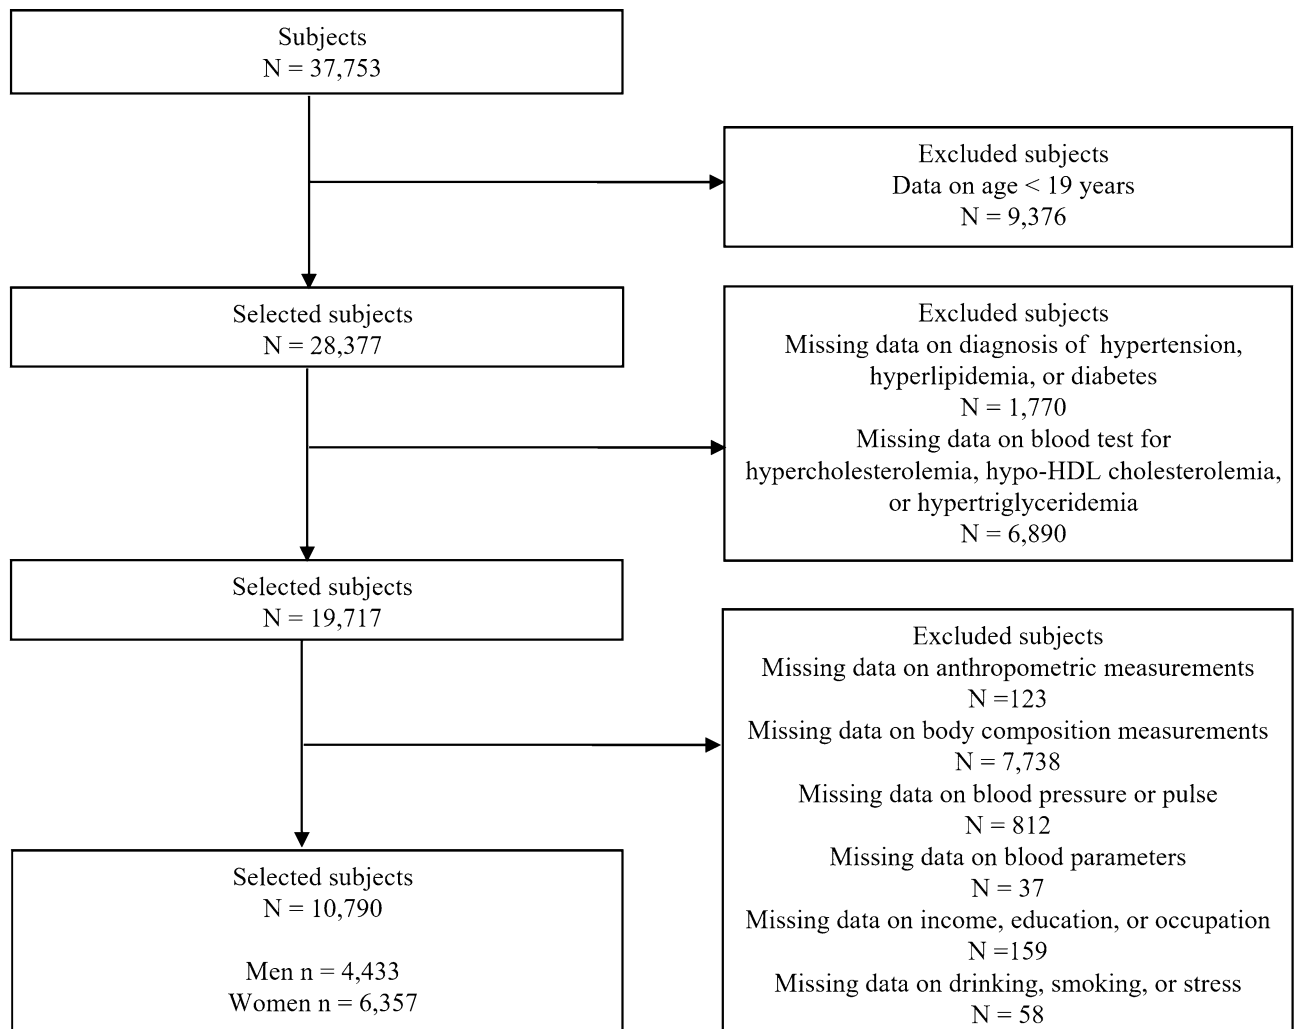 Subjects
N = 37,753
Excluded subjects
Data on age < 19 years
N = 9,376
Selected subjects
N = 28,377
Excluded subjects
Missing data on diagnosis of hypertension,
hyperlipidemia, or diabetes
N = 1,770
Missing data on blood test for
hypercholesterolemia, hypo-HDL cholesterolemia,
or hypertriglyceridemia
N = 6,890
Selected subjects
N = 19,717
Excluded subjects
Missing data on anthropometric measurements
N =123
Missing data on body composition measurements
N = 7,738
Missing data on blood pressure or pulse
N = 812
Missing data on blood parameters
N = 37
Missing data on income, education, or occupation
N =159
Missing data on drinking, smoking, or stress
N = 58
Selected subjects
N = 10,790
Men n = 4,433
Women n = 6,357